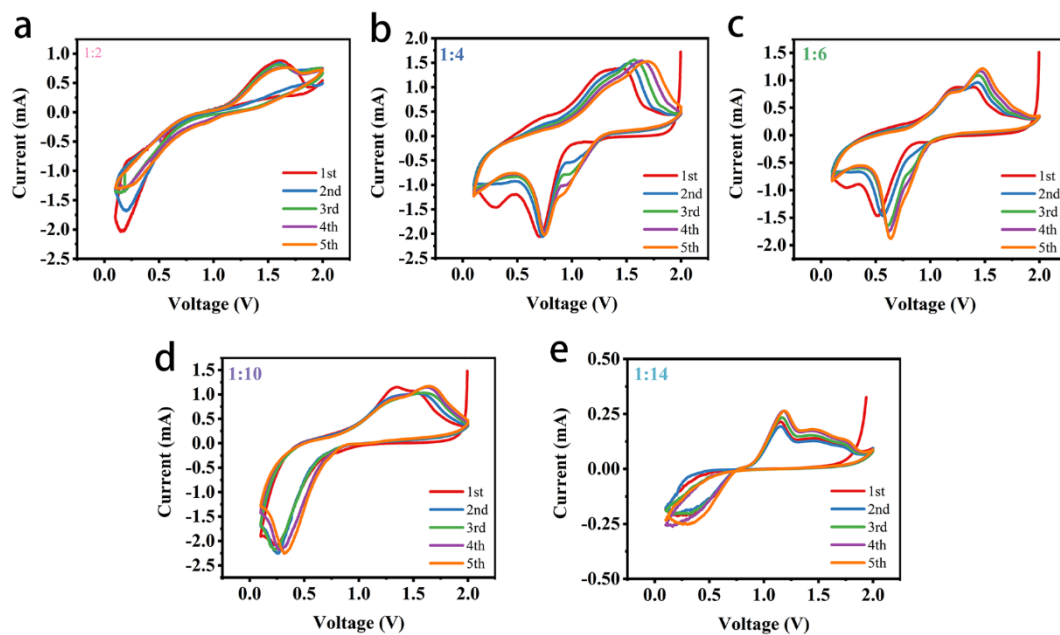 a
1:2
Current (mA)
1.0
0.5
0.0
-0.5
-1.0
-1.5
-2.0
-2.5
1st
2nd
3rd
4th
5th
0.0 0.5 1.0 1.5 2.0
Voltage (V)
b
1:4
Current (mA)
2.0
1.5
1.0
0.5
0.0
-0.5
-1.0
-1.5
-2.0
-2.5
1st
2nd
3rd
4th
5th
0.0 0.5 1.0 1.5 2.0
Voltage (V)
c
1:6
Current (mA)
1.5
1.0
0.5
0.0
-0.5
-1.0
-1.5
-2.0
1st
2nd
3rd
4th
5th
0.0 0.5 1.0 1.5 2.0
Voltage (V)
d
1:10
Current (mA)
1.5
1.0
0.5
0.0
-0.5
-1.0
-1.5
-2.0
-2.5
1st
2nd
3rd
4th
5th
0.0 0.5 1.0 1.5 2.0
Voltage (V)
e
1:14
Current (mA)
0.50
0.25
0.00
-0.25
-0.50
1st
2nd
3rd
4th
5th
0.0 0.5 1.0 1.5 2.0
Voltage (V)